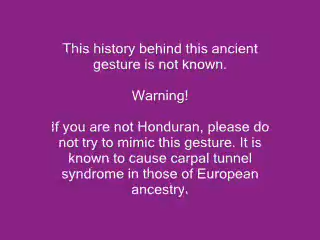 This history behind this ancient
gesture is not known.
Warning!
if you are not Honduran, please do
not try to mimic this gesture. It is
known to cause carpal tunnel
syndrome in those of European
ancestry.